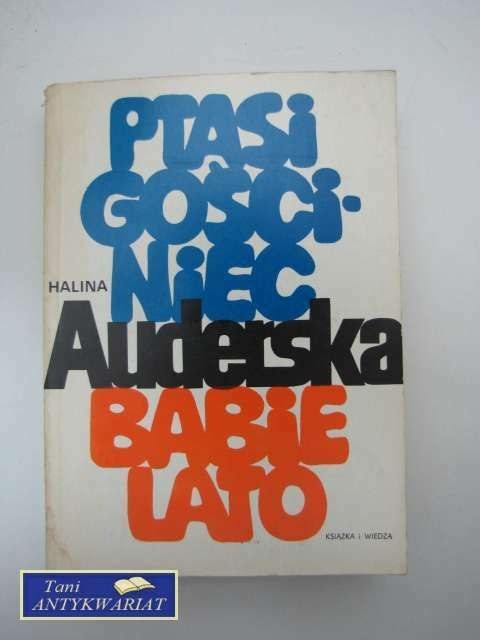 PTASi
GOŚCi-
NiEC
HALINA
Auderska
BABiE
LATO
KSIĄŻKA i WIEDZA
Tani
ANTYKWARIAT